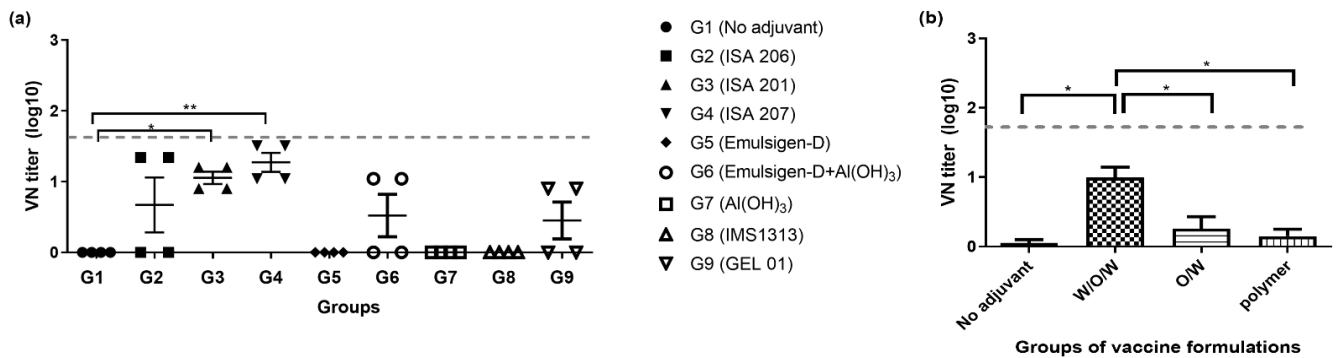 (a)
VN titer (log10)
3
2
1
0
**
*
G1 G2 G3 G4 G5 G6 G7 G8 G9
Groups
G1 (No adjuvant)
G2 (ISA 206)
G3 (ISA 201)
G4 (ISA 207)
G5 (Emulsigen-D)
G6 (Emulsigen-D+Al(OH)₃)
G7 (Al(OH)₃)
G8 (IMS1313)
G9 (GEL 01)
(b)
VN titer (log10)
3
2
1
0
*
*
*
No adjuvant
W/O/W
O/W
polymer
Groups of vaccine formulations